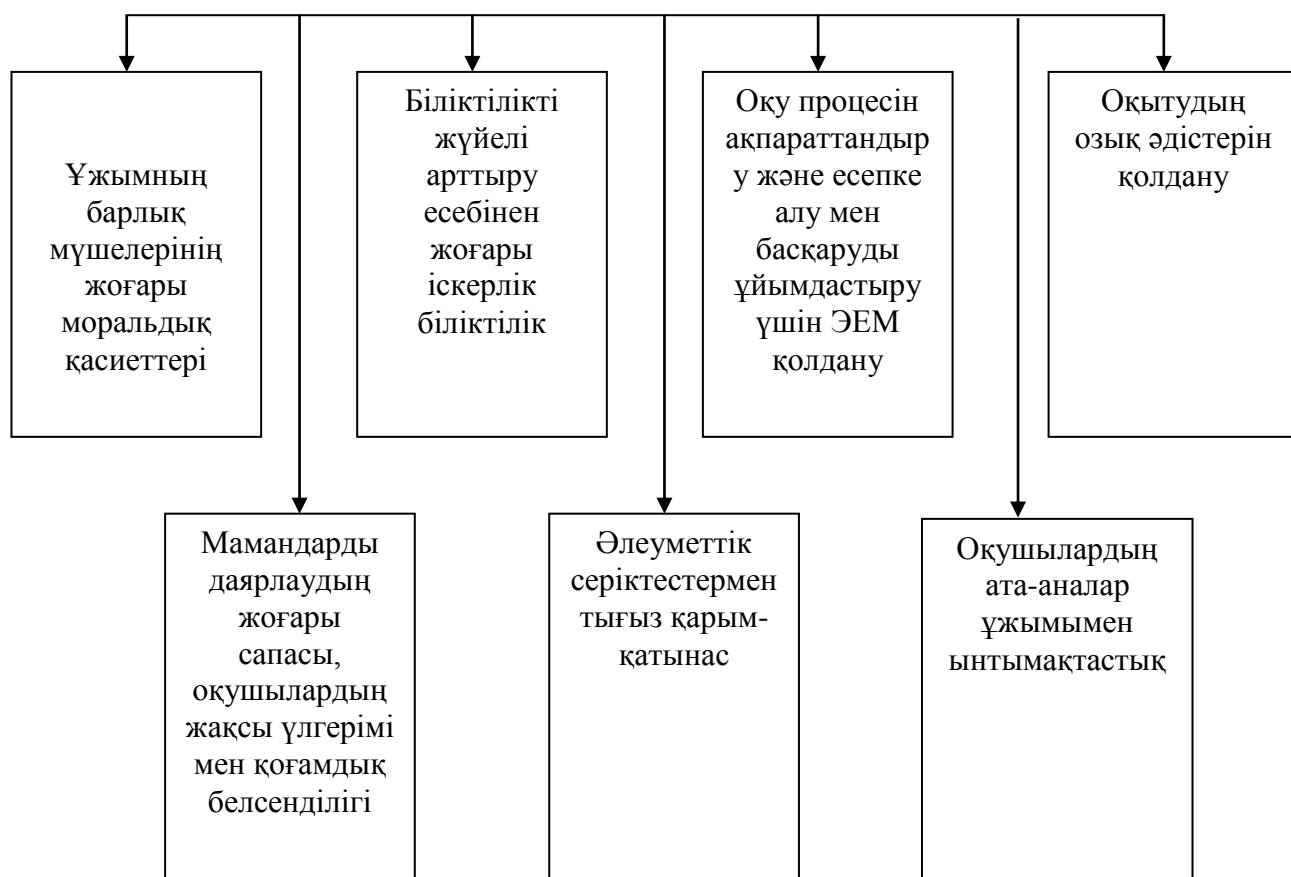 Ұжымның
барлық
мүшелерінің
жоғары
моральдық
қасиеттері
Біліктілікті
жүйелі
арттыру
есебінен
жоғары
іскерлік
біліктілік
Оқу процесін
ақпараттандыр
у және есепке
алу мен
басқаруды
ұйымдастыру
үшін ЭЕМ
қолдану
Оқытудың
озық әдістерін
қолдану
Мамандарды
даярлаудың
жоғары
сапасы,
оқушылардың
жақсы үлгерімі
мен қоғамдық
белсенділігі
Әлеуметтік
серіктестермен
тығыз қарым-
қатынас
Оқушылардың
ата-аналар
ұжымымен
ынтымақтастық